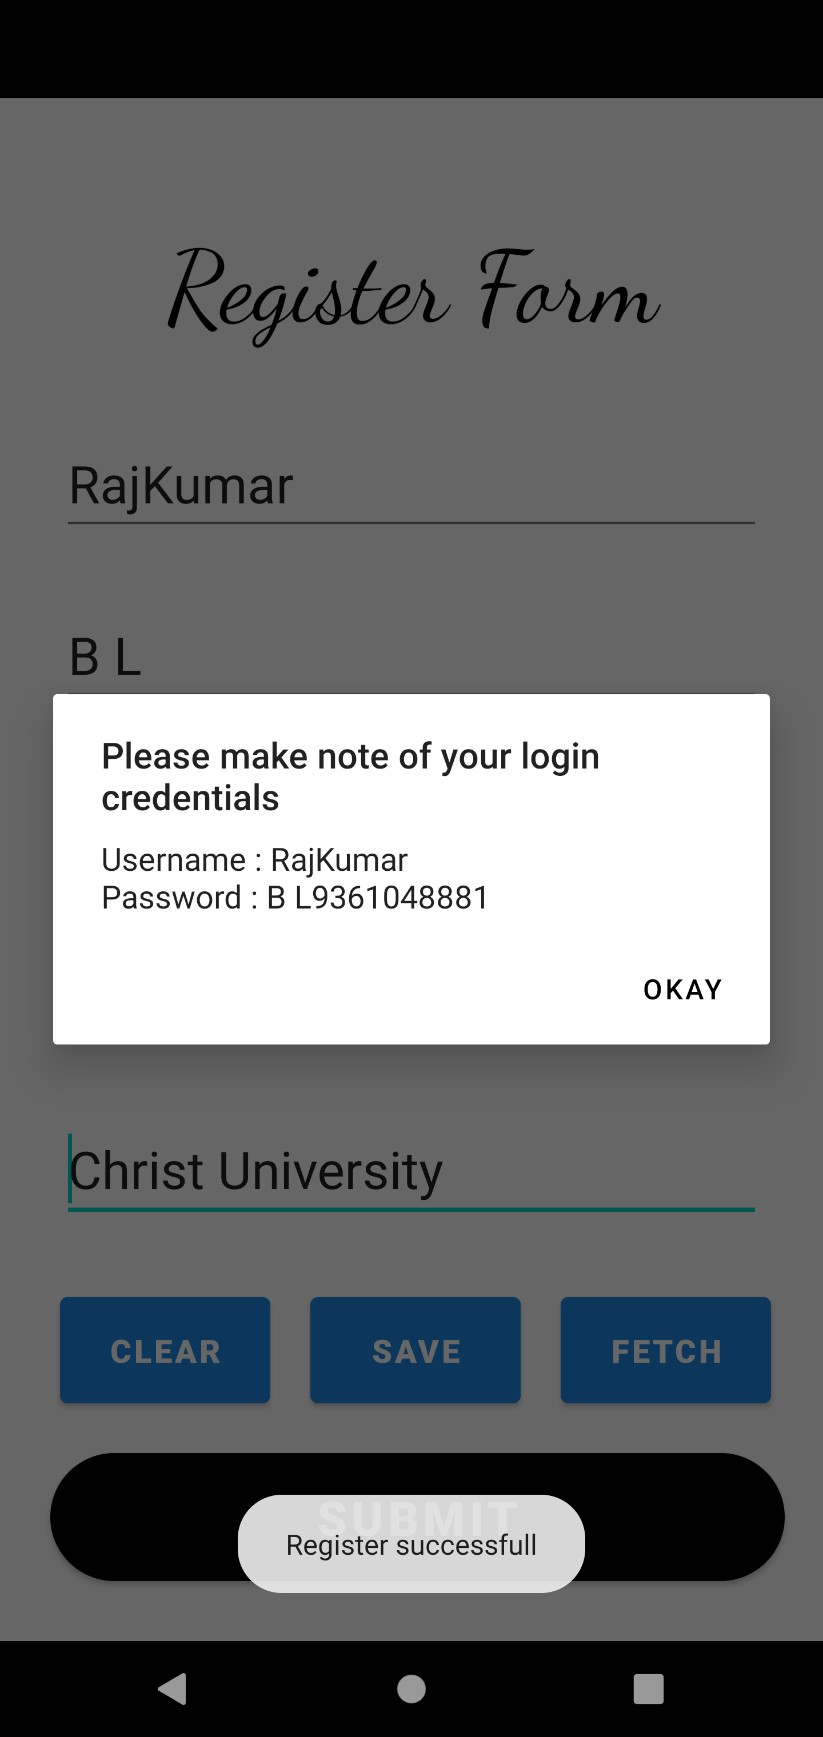 Register Form
RajKumar
B L
Please make note of your login
credentials
Username : RajKumar
Password : B L9361048881
OKAY
Christ University
CLEAR SAVE FETCH
SUBMIT
Register successfull